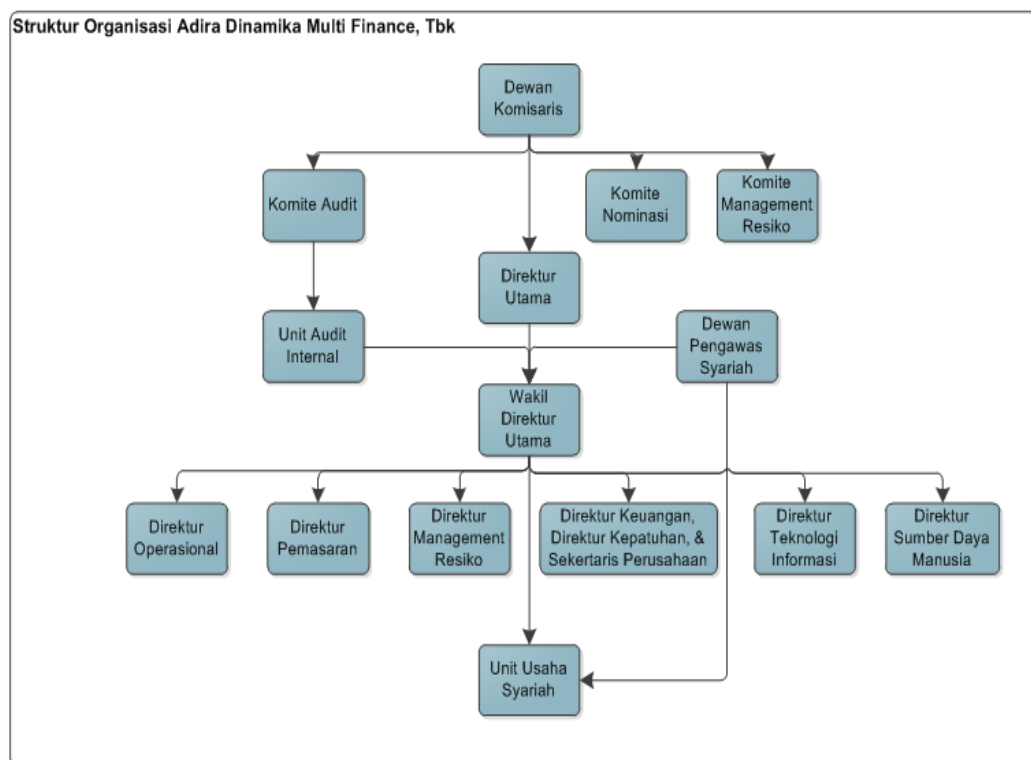 Struktur Organisasi Adira Dinamika Multi Finance, Tbk
Dewan
Komisaris
Komite Audit
Komite
Nominasi
Komite
Management
Resiko
Direktur
Utama
Unit Audit
Internal
Dewan
Pengawas
Syariah
Wakil
Direktur
Utama
Direktur
Operasional
Direktur
Pemasaran
Direktur
Management
Resiko
Direktur Keuangan,
Direktur Kepatuhan, &
Sekertaris Perusahaan
Direktur
Teknologi
Informasi
Direktur
Sumber Daya
Manusia
Unit Usaha
Syariah